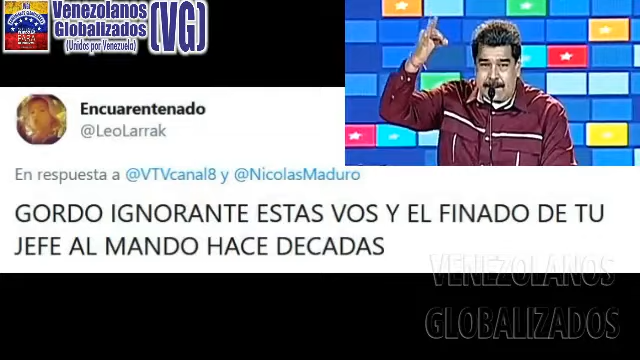 Venezolanos
Globalizados
(Unidos por Venezuela)
(VG)
Encuarentenado
@LeoLarrak
En respuesta a @VTVcanal8 y @NicolasMaduro
GORDO IGNORANTE ESTAS VOS Y EL FINADO DE TU
JEFE AL MANDO HACE DECADAS
VENEZOLANOS
GLOBALIZADOS